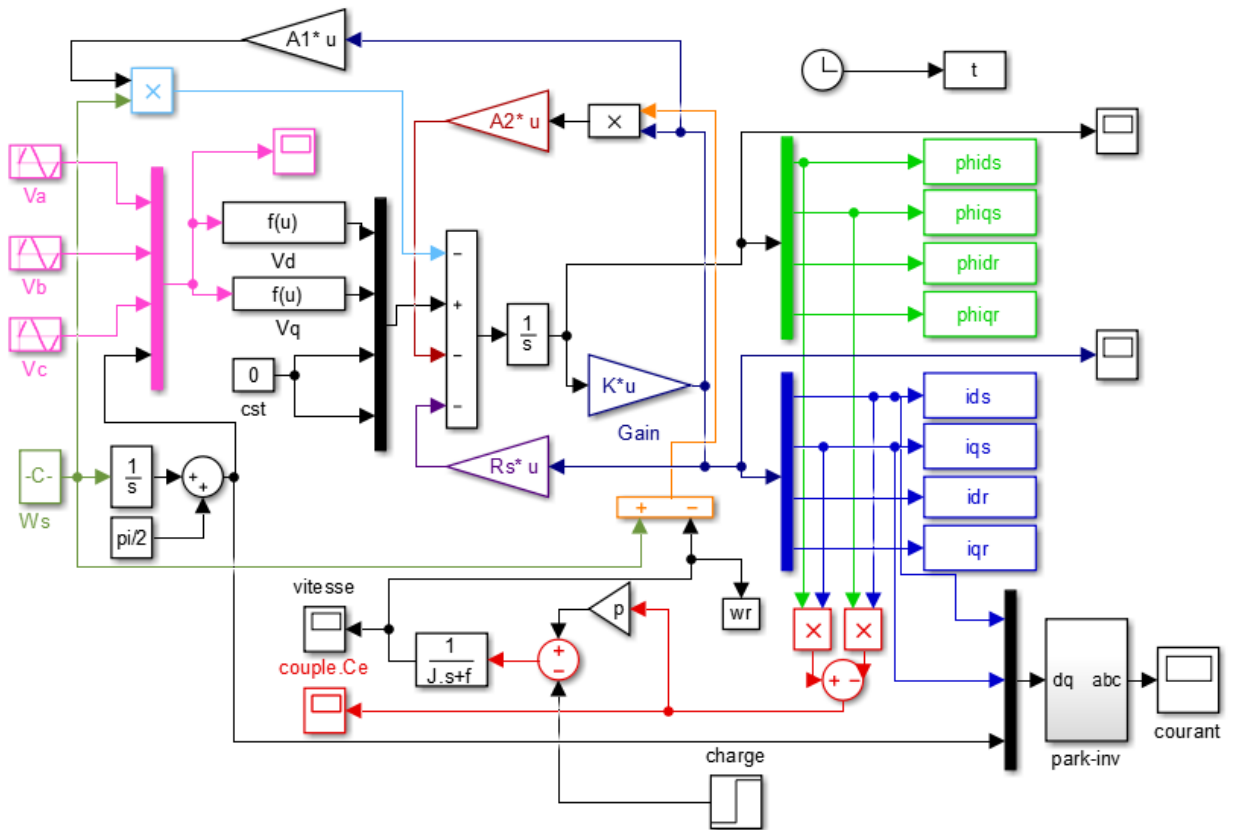 A1* u
t
×
A2* u
×
Va
f(u)
phids
Vd
phiqs
Vb
f(u)
−
phidr
Vq
+
phiqr
Vc
1
s
−
0
K*u
cst
ids
−
Gain
iqs
-C-
1
s
+
+
Rs* u
idr
Ws
pi/2
+ −
iqr
vitesse
p
wr
×
×
couple.Ce
1
J.s+f
+
−
+ −
dq abc
courant
charge
park-inv